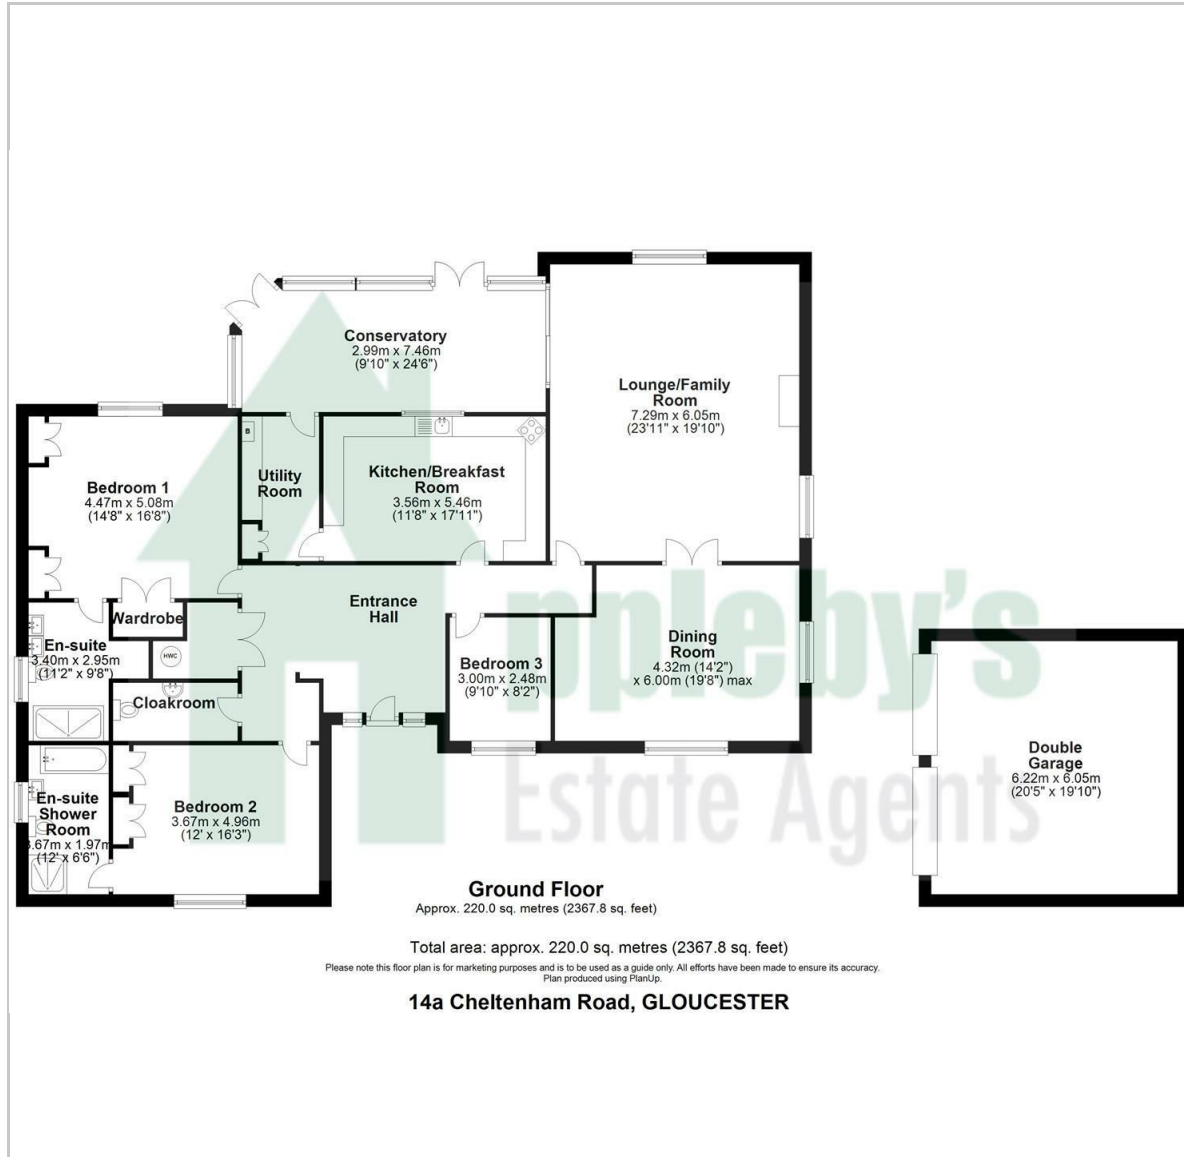 Conservatory
2.99m x 7.46m
(9'10" x 24'6")
Lounge/Family
Room
7.29m x 6.05m
(23'11" x 19'10")
Bedroom 1
4.47m x 5.08m
(14'8" x 16'8")
B
Utility
Room
Kitchen/Breakfast
Room
3.56m x 5.46m
(11'8" x 17'11")
Wardrobe
Entrance
Hall
En-suite
3.40m x 2.95m
(11'2" x 9'8")
HWC
Cloakroom
Bedroom 3
3.00m x 2.48m
(9'10" x 8'2")
Dining
Room
4.32m (14'2")
x 6.00m (19'8") max
Double
Garage
6.22m x 6.05m
(20'5" x 19'10")
En-suite
Shower
Room
3.67m x 1.97m
(12' x 6'6")
Bedroom 2
3.67m x 4.96m
(12' x 16'3")
ppleby's
Estate Agents
Ground Floor
Approx. 220.0 sq. metres (2367.8 sq. feet)
Total area: approx. 220.0 sq. metres (2367.8 sq. feet)
Please note this floor plan is for marketing purposes and is to be used as a guide only. All efforts have been made to ensure its accuracy.
Plan produced using PlanUp.
14a Cheltenham Road, GLOUCESTER